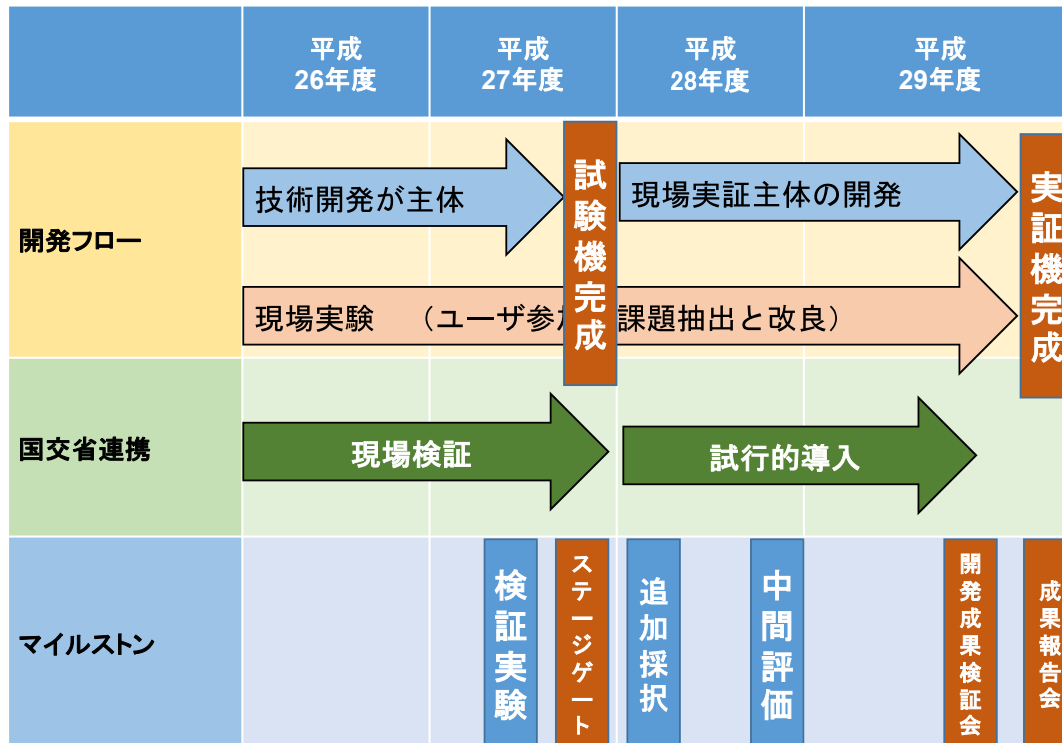 平成
26年度
平成
27年度
平成
28年度
平成
29年度
開発フロー
技術開発が主体
試験機完成
現場実証主体の開発
実証機完成
現場実験　（ユーザ参加
課題抽出と改良）
国交省連携
現場検証
試行的導入
マイルストン
検証実験
ステージゲート
追加採択
中間評価
開発成果検証会
成果報告会